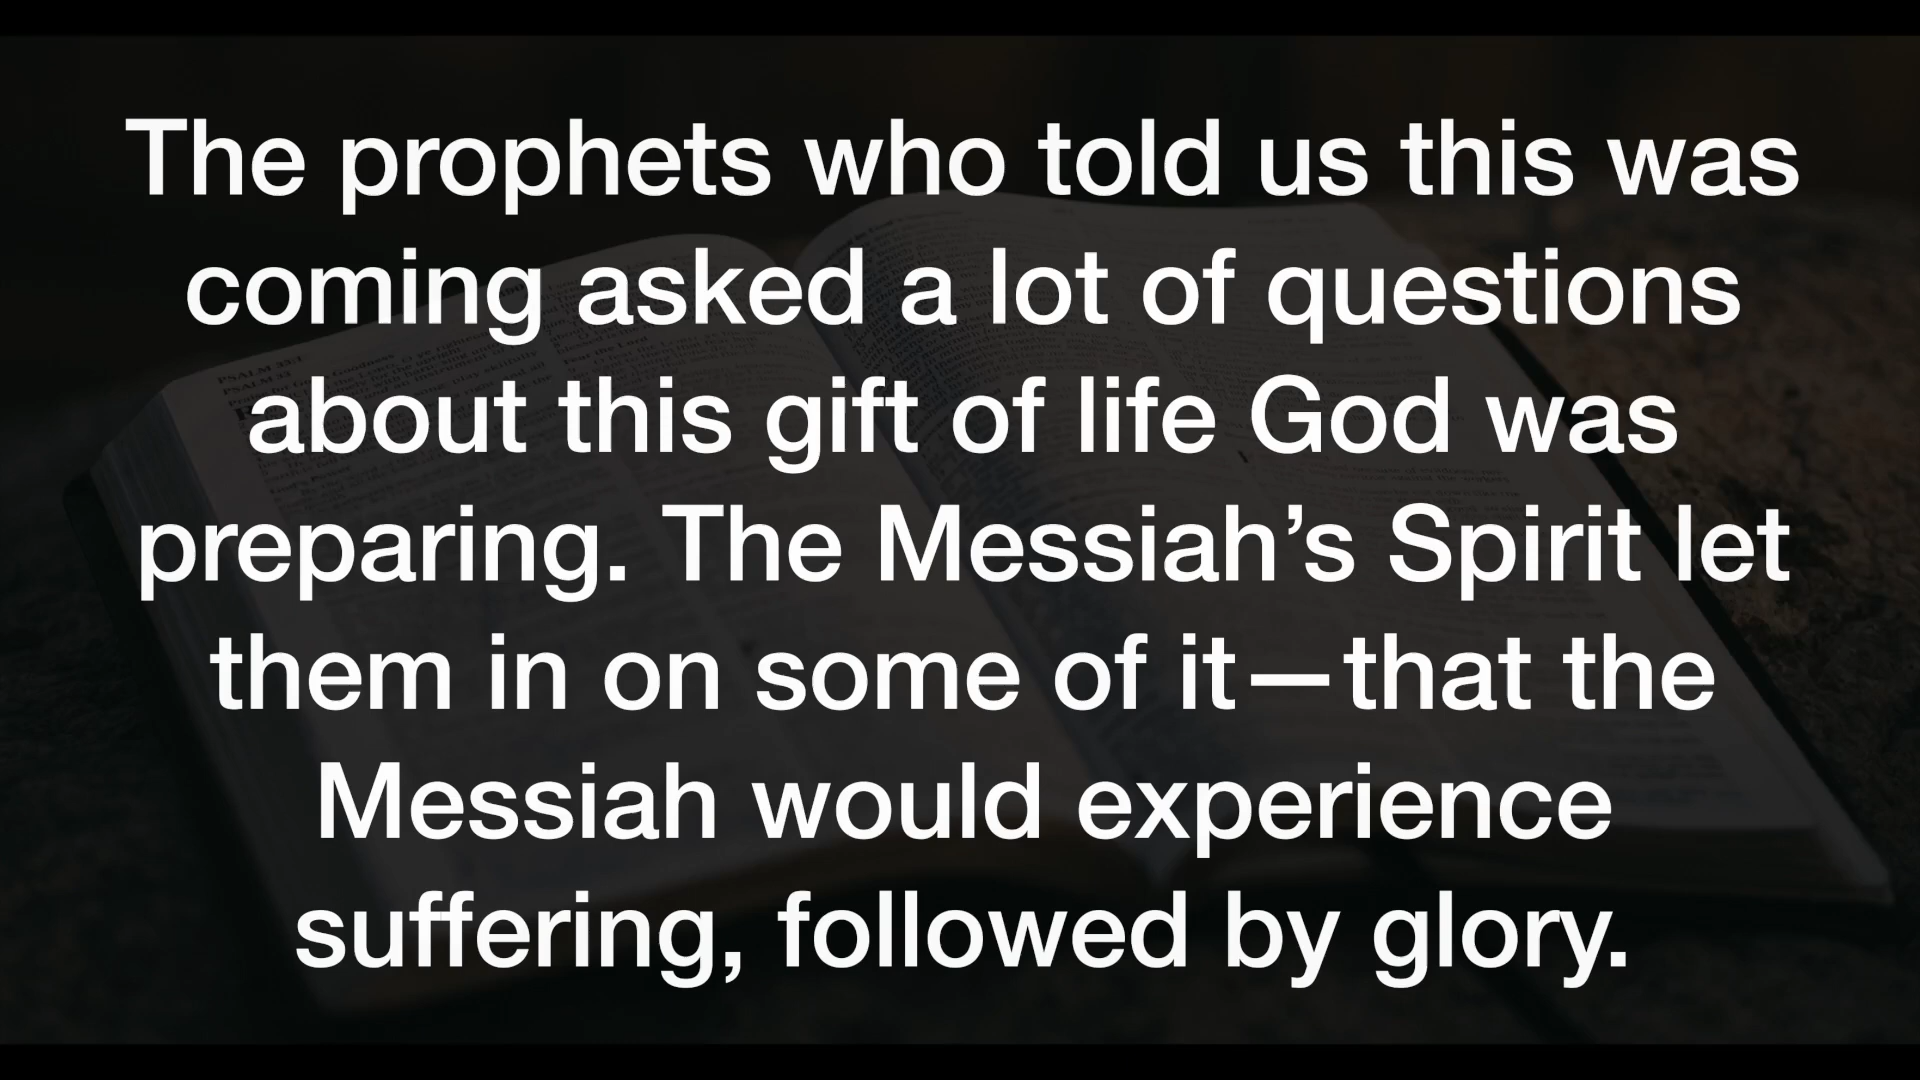 The prophets who told us this was
coming asked a lot of questions
about this gift of life God was
preparing. The Messiah’s Spirit let
them in on some of it—that the
Messiah would experience
suffering, followed by glory.